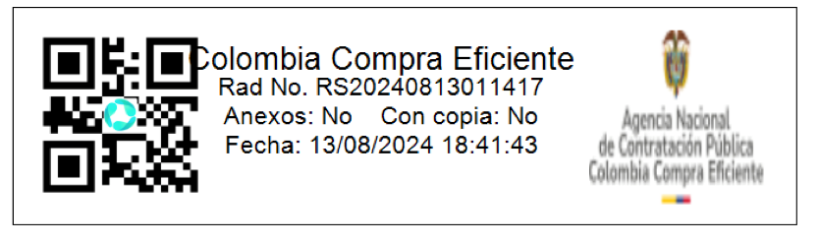 Colombia Compra Eficiente
Rad No. RS20240813011417
Anexos: No Con copia: No
Fecha: 13/08/2024 18:41:43
Agencia Nacional
de Contratación Pública
Colombia Compra Eficiente